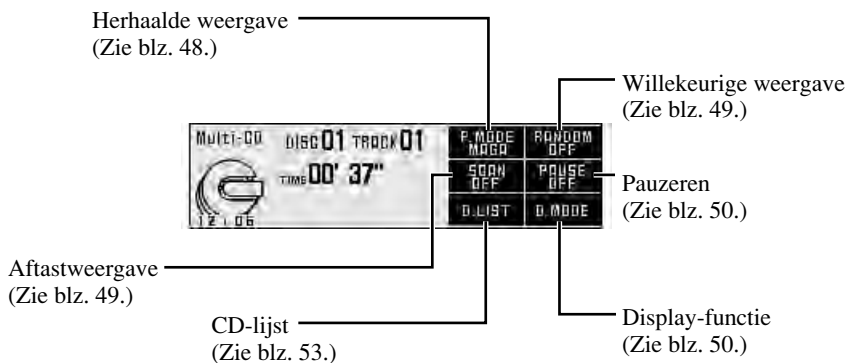 Herhaalde weergave
(Zie blz. 48.)
Willekeurige weergave
(Zie blz. 49.)
Multi-CD DISC 01 TRACK 01
TIME 00' 37"
12:06
P.MODE
MAGA
RANDOM
OFF
SCAN
OFF
PAUSE
OFF
D.LIST
D.MODE
Pauzeren
(Zie blz. 50.)
Aftastweergave
(Zie blz. 49.)
CD-lijst
(Zie blz. 53.)
Display-functie
(Zie blz. 50.)